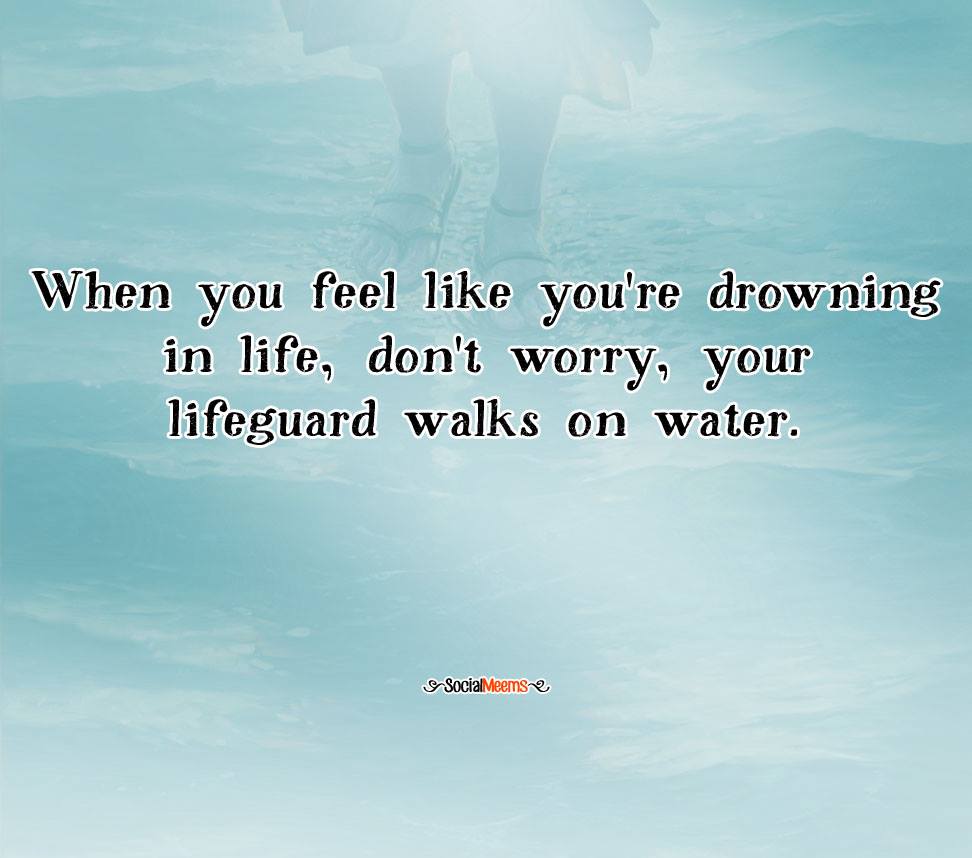 When you feel like you're drowning
in life, don't worry, your
lifeguard walks on water.
SocialMeems